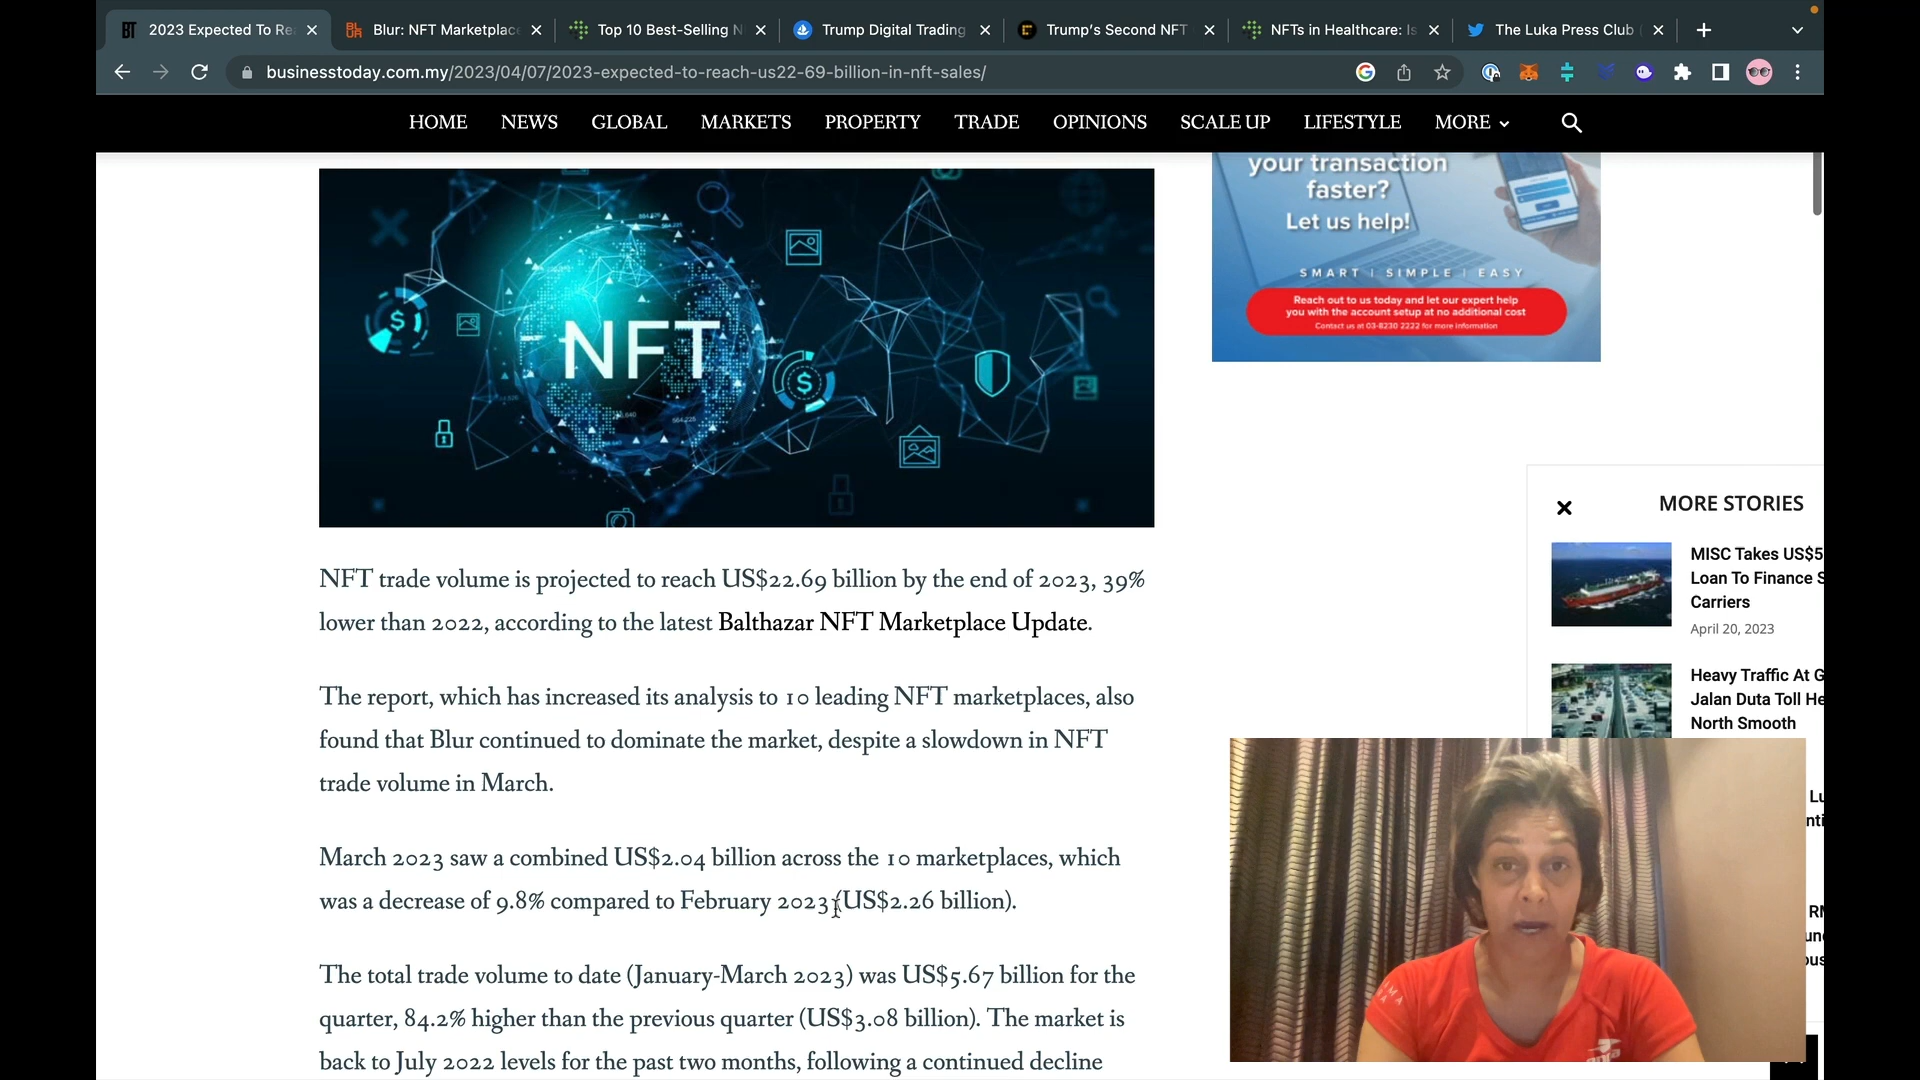 2023 Expected To Re
Blur: NFT Marketplac
Top 10 Best-Selling N
Trump Digital Trading
Trump's Second NFT
NFTs in Healthcare: Is
The Luka Press Club
businesstoday.com.my/2023/04/07/2023-expected-to-reach-us22-69-billion-in-nft-sales/
HOME NEWS GLOBAL MARKETS PROPERTY TRADE OPINIONS SCALE UP LIFESTYLE MORE
NFT
your transaction
faster?
Let us help!
SMART | SIMPLE | EASY
Reach out to us today and let our expert help
you with the account setup at no additional cost
Contact us at 03-8230 2222 for more information
NFT trade volume is projected to reach US$22.69 billion by the end of 2023, 39%
lower than 2022, according to the latest Balthazar NFT Marketplace Update.
The report, which has increased its analysis to 10 leading NFT marketplaces, also
found that Blur continued to dominate the market, despite a slowdown in NFT
trade volume in March.
March 2023 saw a combined US$2.04 billion across the 10 marketplaces, which
was a decrease of 9.8% compared to February 2023 (US$2.26 billion).
The total trade volume to date (January-March 2023) was US$5.67 billion for the
quarter, 84.2% higher than the previous quarter (US$3.08 billion). The market is
back to July 2022 levels for the past two months, following a continued decline
MORE STORIES
MISC Takes US$5
Loan To Finance S
Carriers
April 20, 2023
Heavy Traffic At G
Jalan Duta Toll He
North Smooth